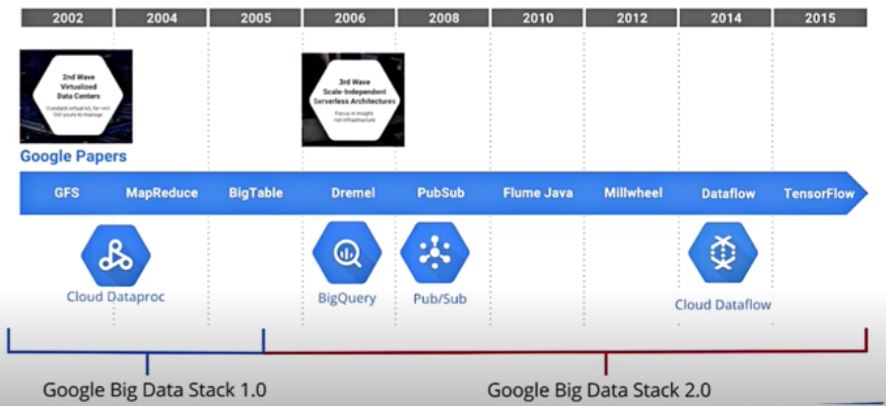 2002 2004 2005 2006 2008 2010 2012 2014 2015
2nd Wave
Virtualized
Data Centers
Standard virtual kit, for rent
Still yours to manage
3rd Wave
Scale-Independent
Serverless Architectures
Focus on insight,
not infrastructure
Google Papers
GFS MapReduce BigTable Dremel PubSub Flume Java Millwheel Dataflow TensorFlow
Cloud Dataproc
BigQuery
Pub/Sub
Cloud Dataflow
Google Big Data Stack 1.0
Google Big Data Stack 2.0